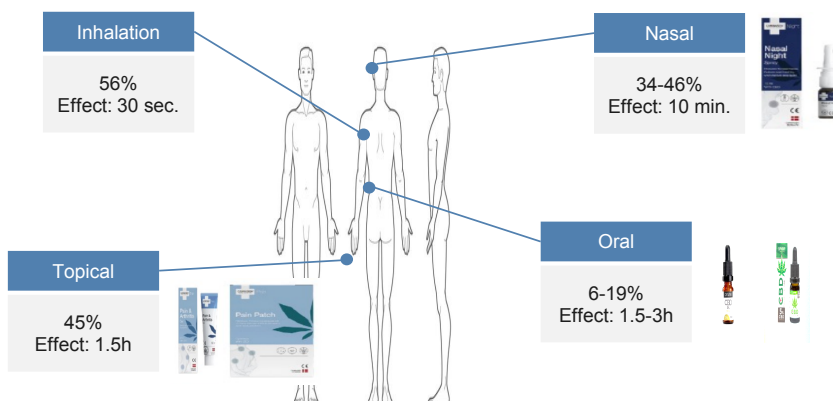 Inhalation
56%
Effect: 30 sec.
Nasal
34-46%
Effect: 10 min.
Nasal
Night
Topical
45%
Effect: 1.5h
Pain Patch
Oral
6-19%
Effect: 1.5-3h
CBD